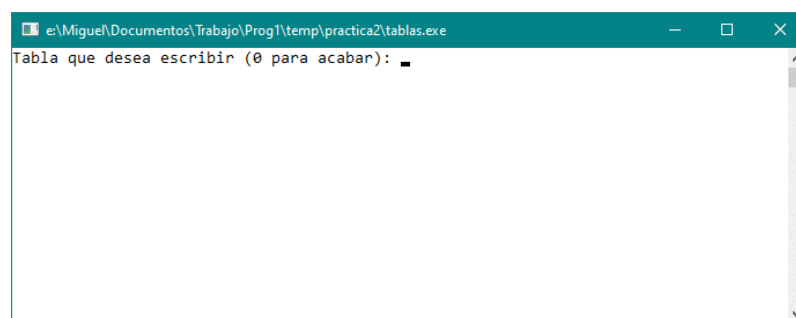 e:\Miguel\Documentos\Trabajo\Prog1\temp\practica2\tablas.exe
Tabla que desea escribir (0 para acabar):